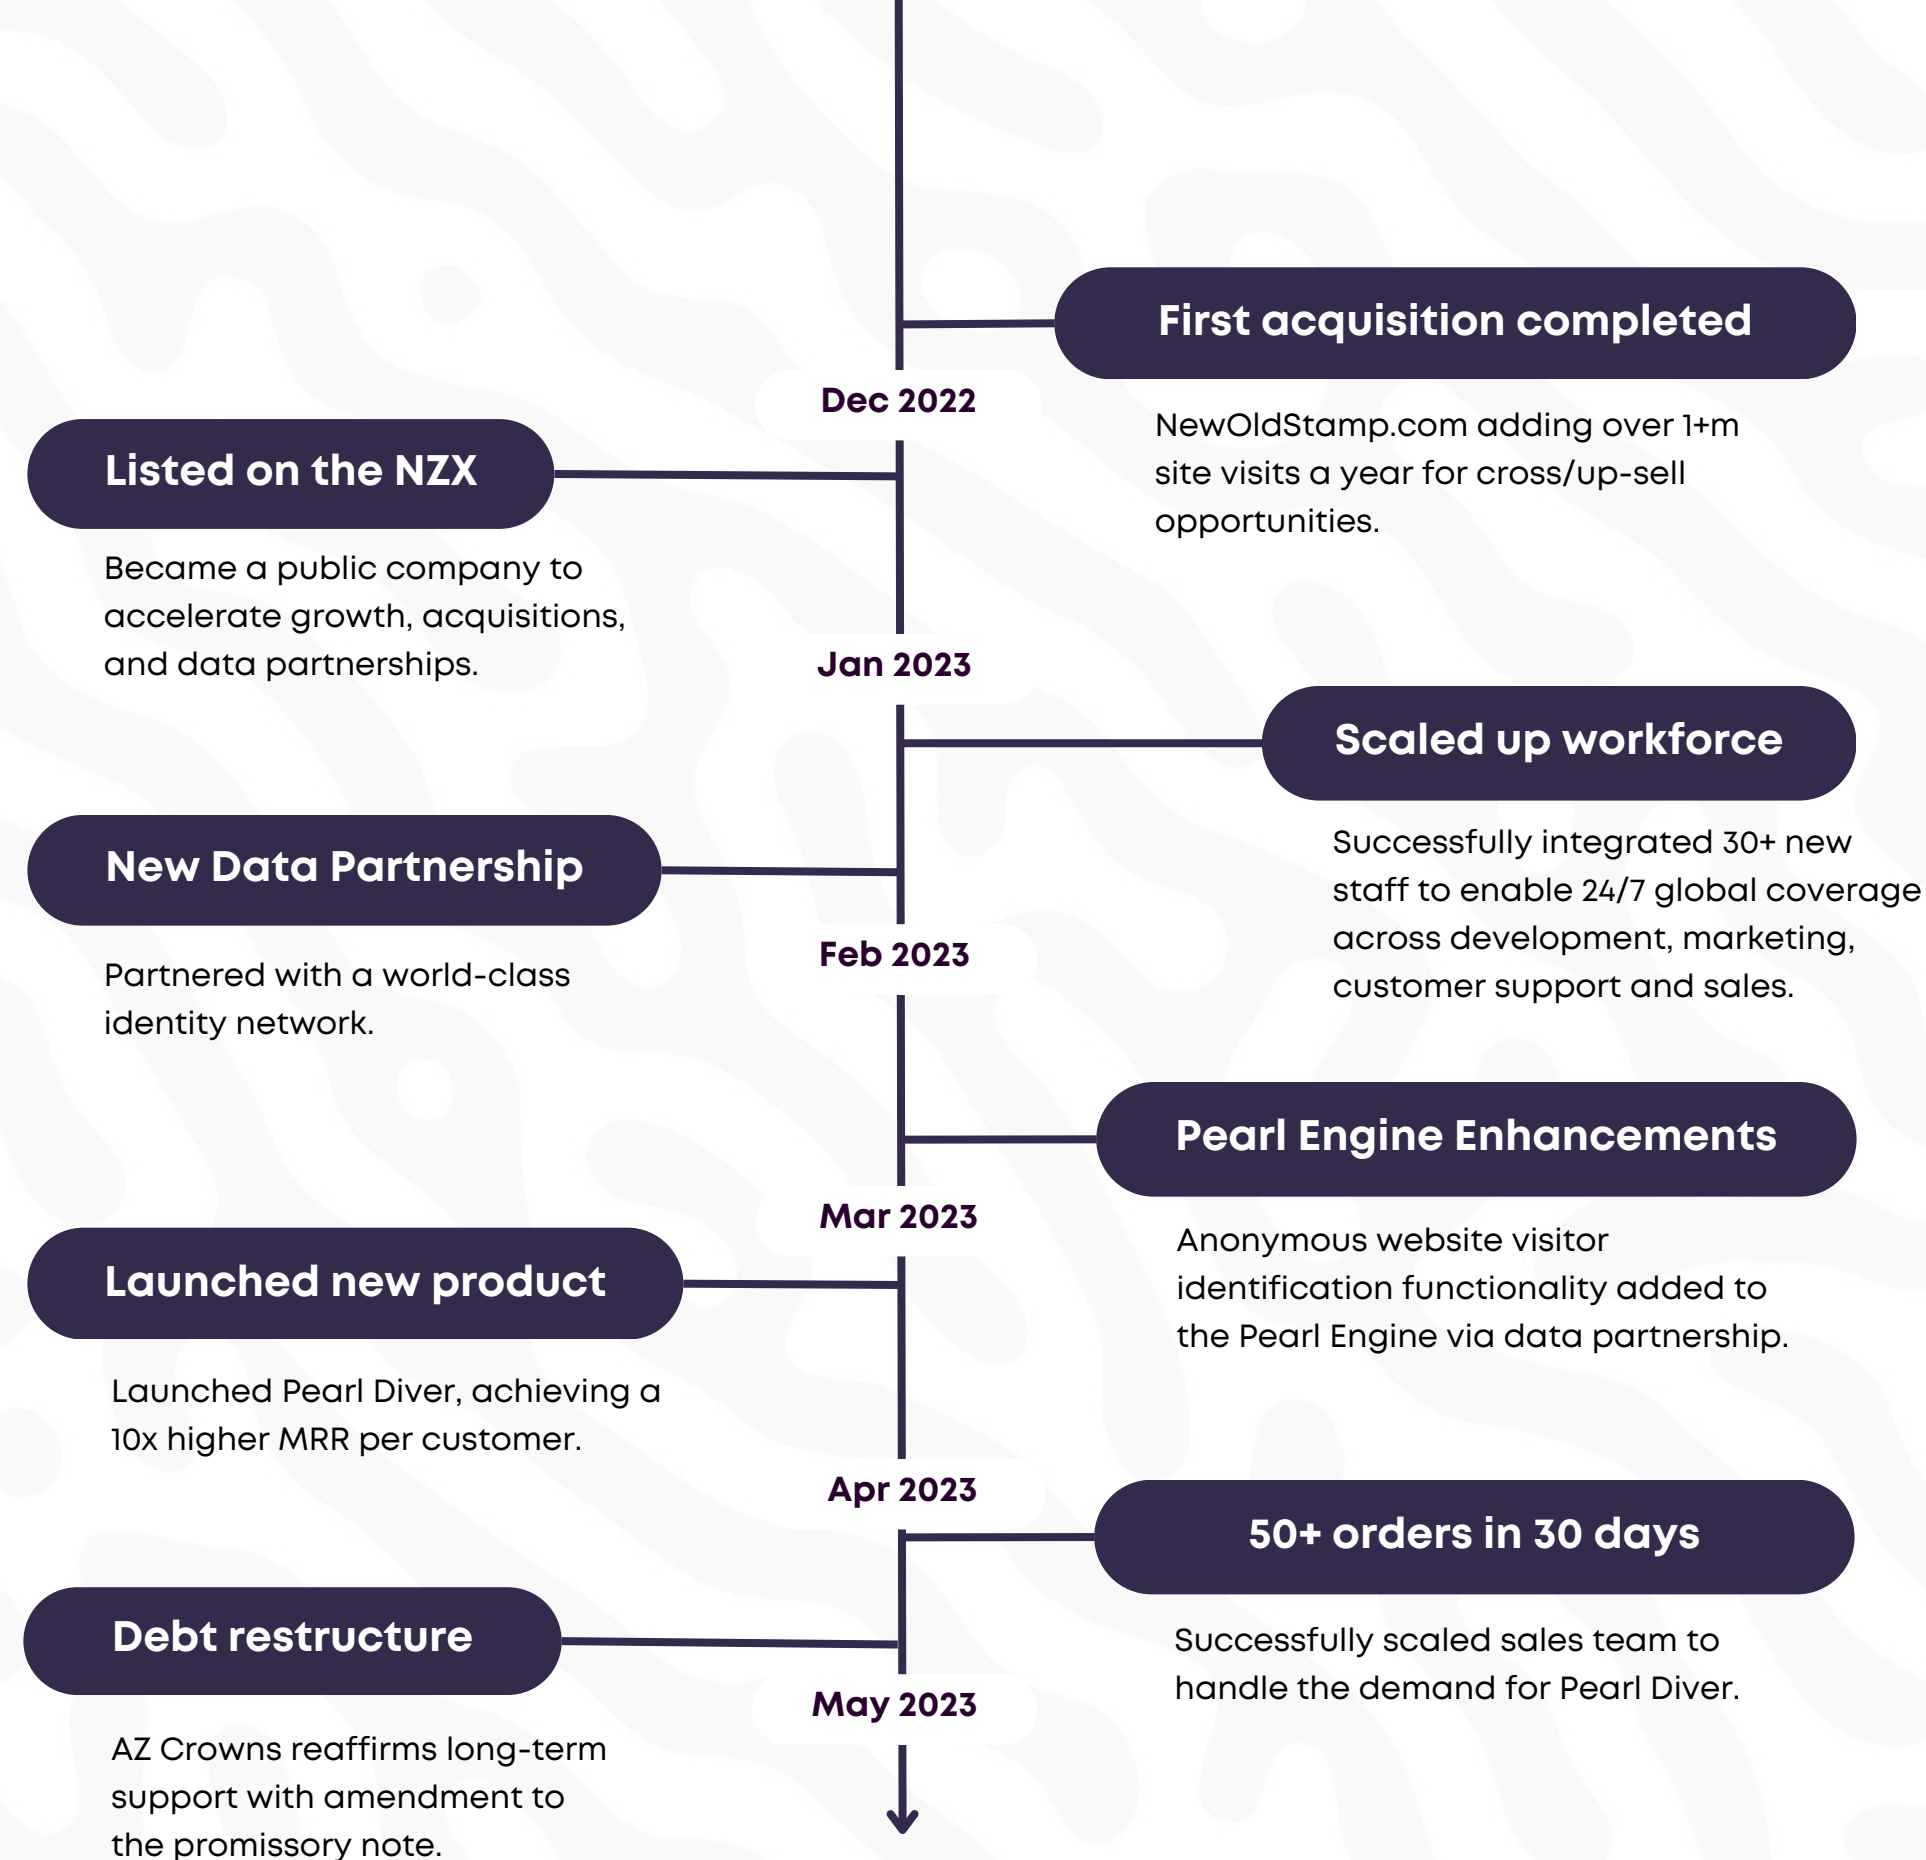 First acquisition completed
NewOldStamp.com adding over 1+m
site visits a year for cross/up-sell
opportunities.
Dec 2022
Listed on the NZX
Became a public company to
accelerate growth, acquisitions,
and data partnerships.
Jan 2023
Scaled up workforce
Successfully integrated 30+ new
staff to enable 24/7 global coverage
across development, marketing,
customer support and sales.
New Data Partnership
Partnered with a world-class
identity network.
Feb 2023
Pearl Engine Enhancements
Anonymous website visitor
identification functionality added to
the Pearl Engine via data partnership.
Mar 2023
Launched new product
Launched Pearl Diver, achieving a
10x higher MRR per customer.
Apr 2023
50+ orders in 30 days
Successfully scaled sales team to
handle the demand for Pearl Diver.
Debt restructure
AZ Crowns reaffirms long-term
support with amendment to
the promissory note.
May 2023